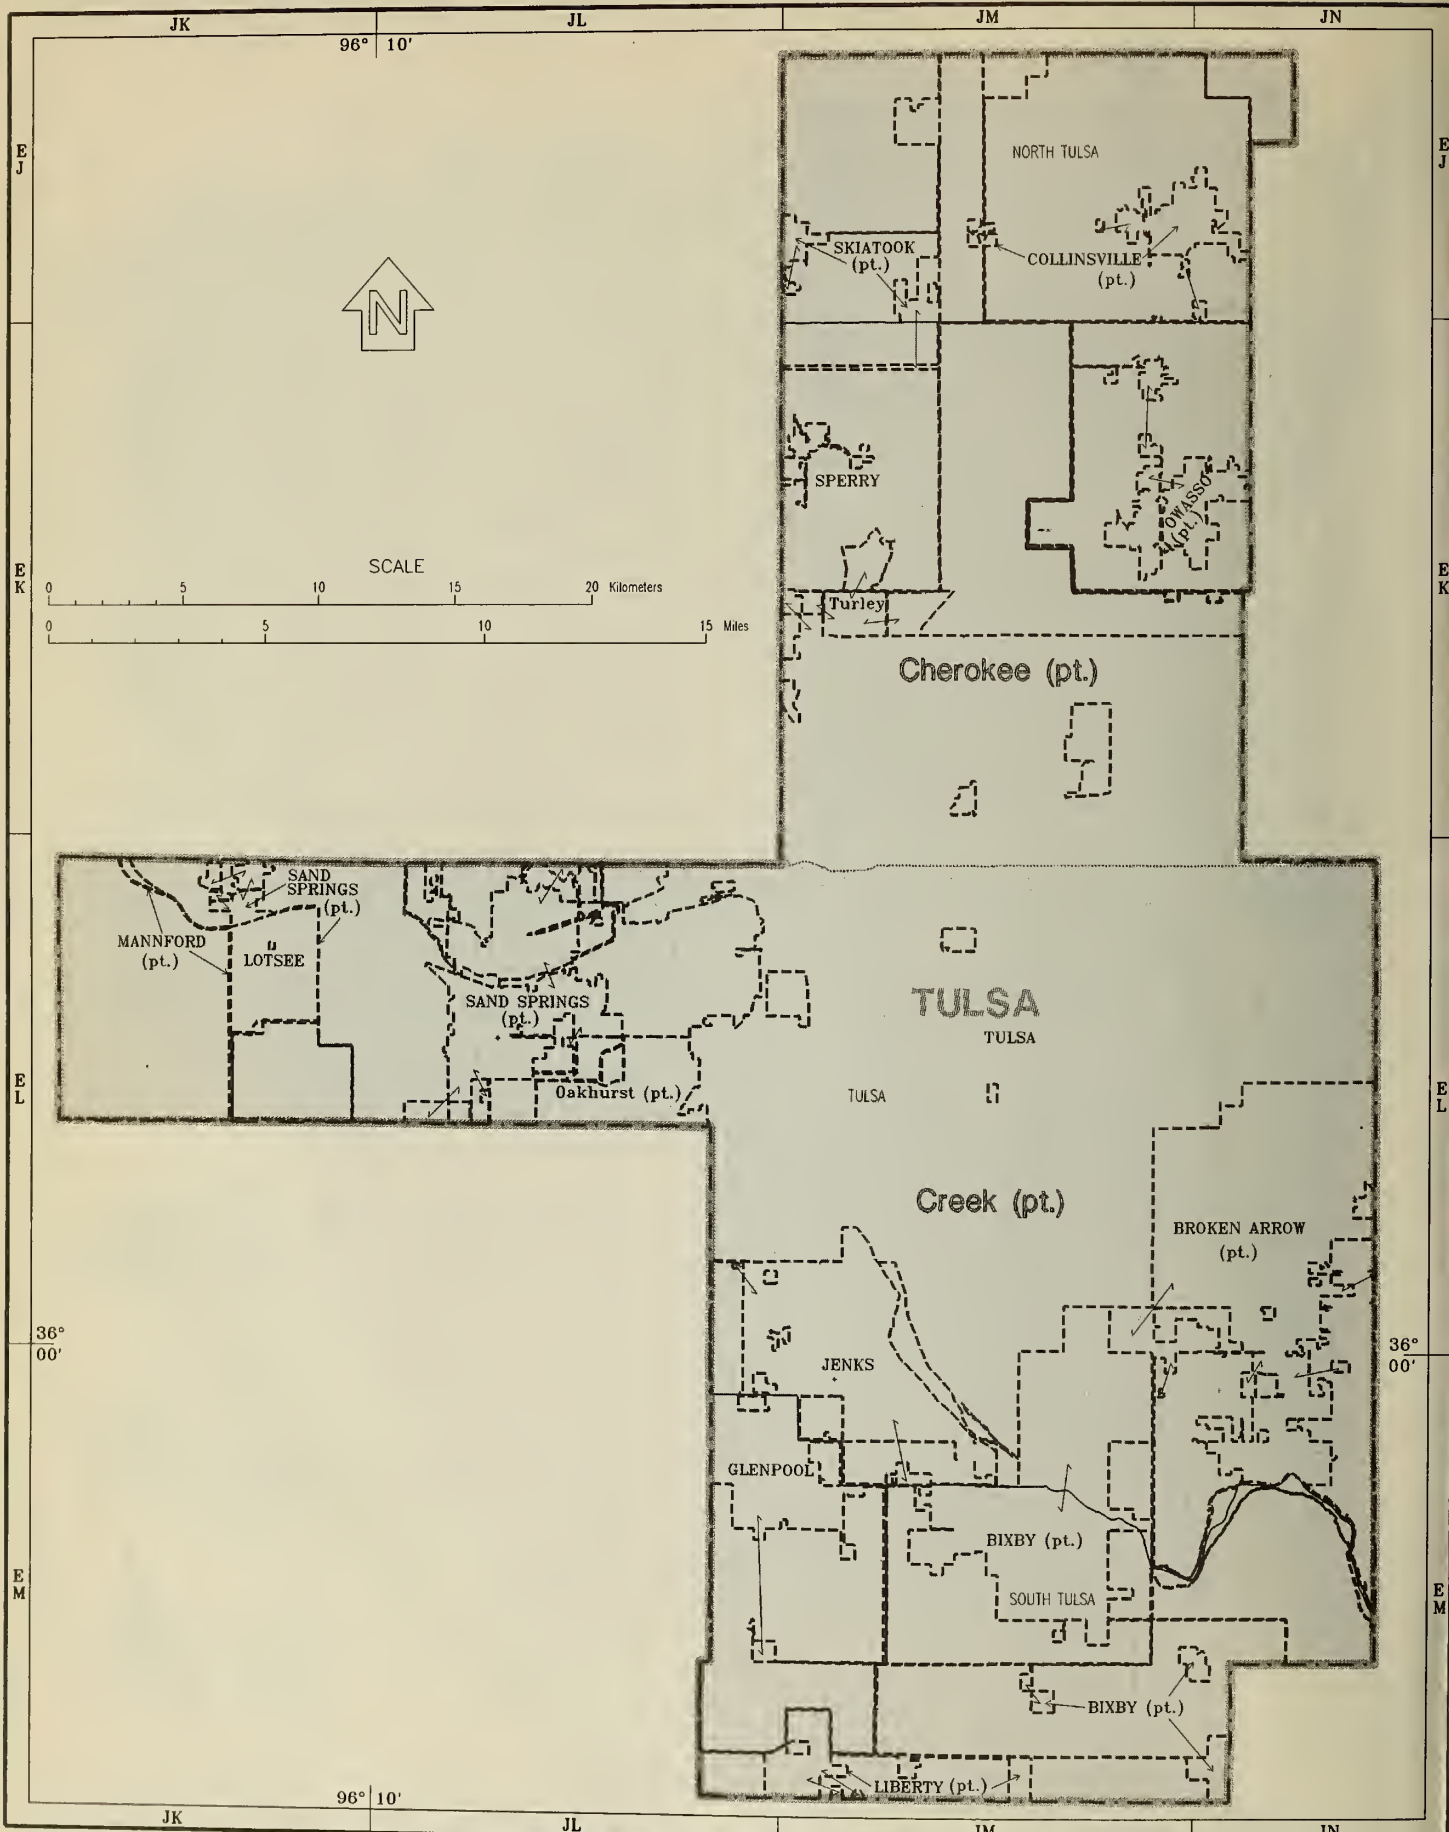 JK
JL
JM
JN
96° 10'
E
J
E
J
NORTH TULSA
SKIATOOK
(pt.)
COLLINSVILLE
(pt.)
N
SPERRY
OWASSO
(pt.)
SCALE
E
K
E
K
0 5 10 15 20 Kilometers
0 5 10 15 Miles
Turley
Cherokee (pt.)
SAND
SPRINGS
(pt.)
MANNFORD
(pt.)
LOTSEE
SAND SPRINGS
(pt.)
TULSA
TULSA
E
L
E
L
Oakhurst (pt.)
TULSA
Creek (pt.)
BROKEN ARROW
(pt.)
36°
00'
36°
00'
JENKS
GLENPOOL
BIXBY (pt.)
E
M
E
M
SOUTH TULSA
BIXBY (pt.)
LIBERTY (pt.)
96° 10'
JK
JL
JM
JN